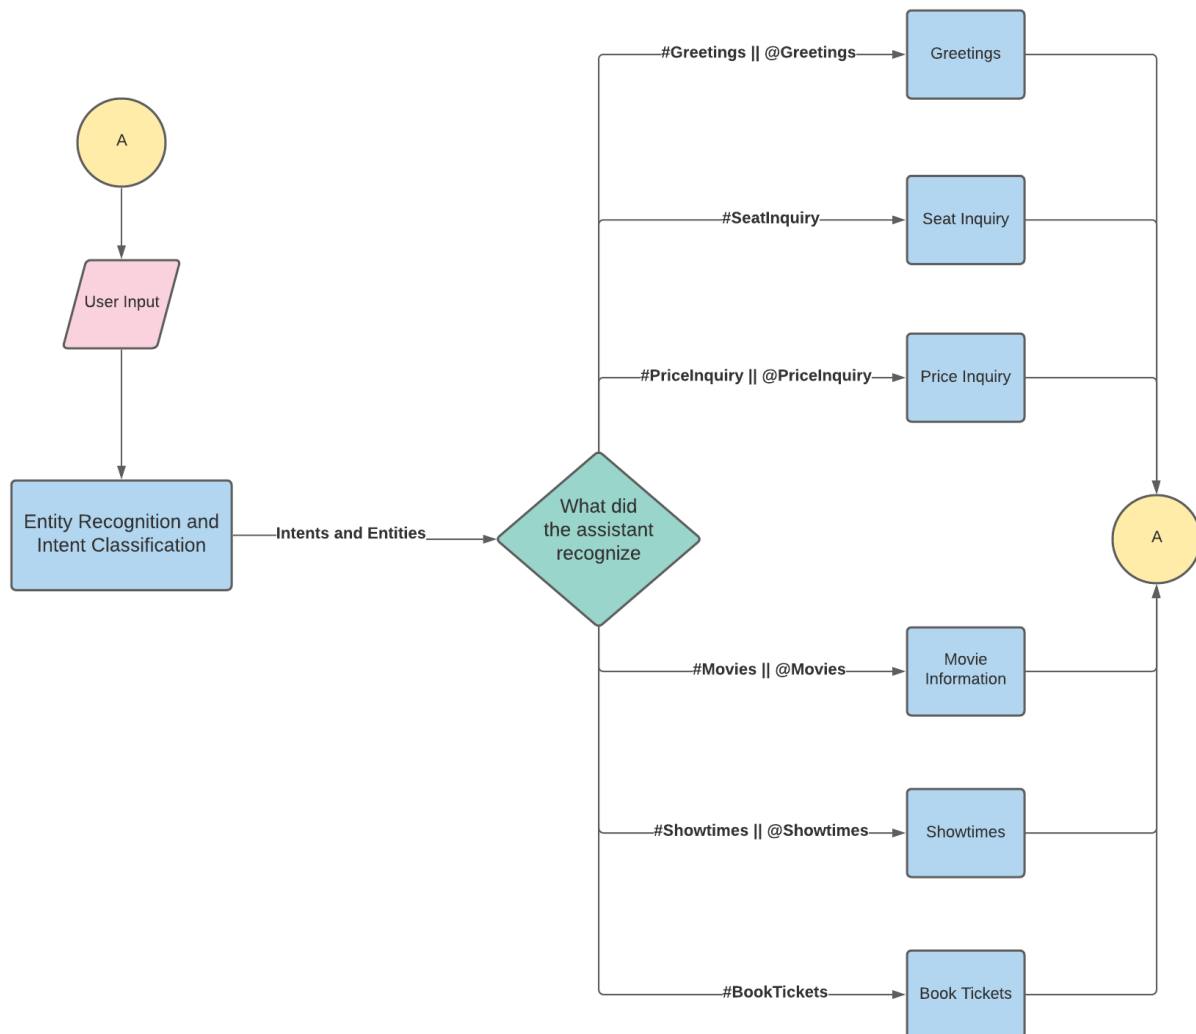 A
User Input
Entity Recognition and
Intent Classification
Intents and Entities
What did
the assistant
recognize
#Greetings || @Greetings
Greetings
#SeatInquiry
Seat Inquiry
#PriceInquiry || @PriceInquiry
Price Inquiry
#Movies || @Movies
Movie
Information
#Showtimes || @Showtimes
Showtimes
#BookTickets
Book Tickets
A